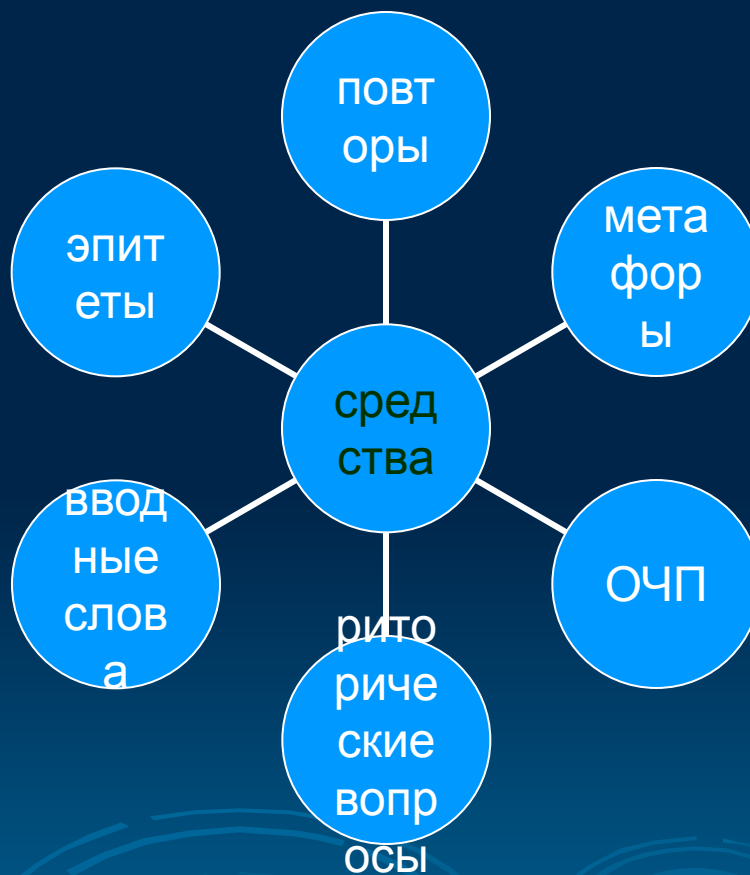 повт
оры
эпит
еты
мета
фор
ы
сред
ства
ввод
ные
слов
а
ОЧП
рито
риче
ские
вопр
осы